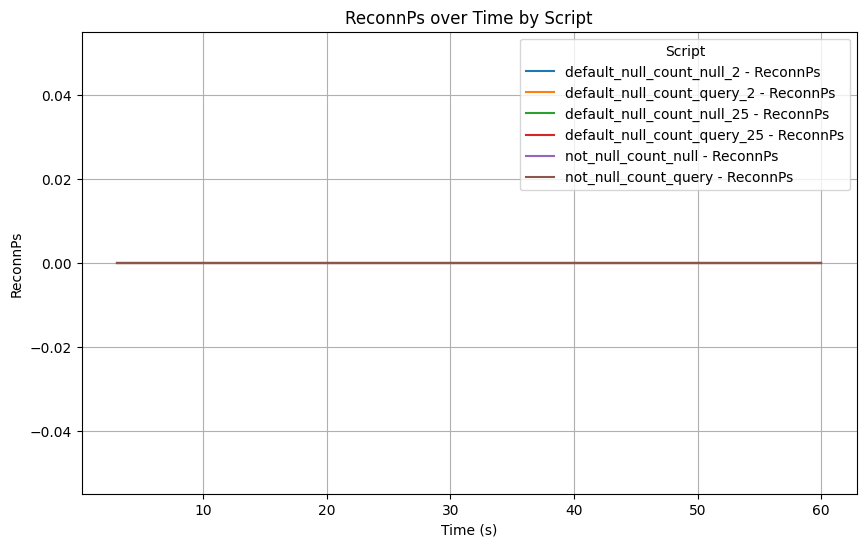 ReconnPs over Time by Script
Script
default_null_count_null_2 - ReconnPs
default_null_count_query_2 - ReconnPs
default_null_count_null_25 - ReconnPs
default_null_count_query_25 - ReconnPs
not_null_count_null - ReconnPs
not_null_count_query - ReconnPs
ReconnPs
0.04
0.02
0.00
−0.02
−0.04
10 20 30 40 50 60
Time (s)